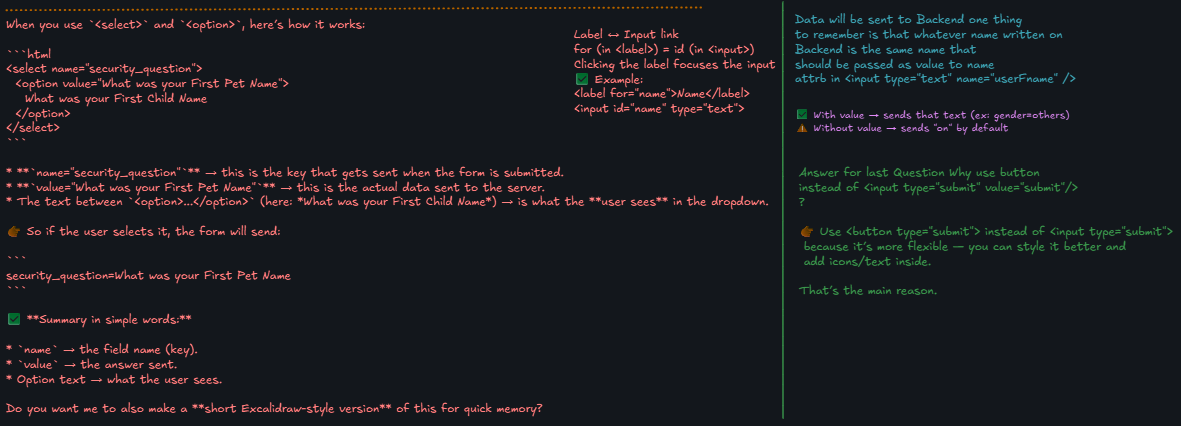 When you use `<select>` and `<option>`, here's how it works:
```html
<select name="security_question">
<option value="What was your First Pet Name">
What was your First Child Name
</option>
</select>
```
* **`name="security_question"`** → this is the key that gets sent when the form is submitted.
* **`value="What was your First Pet Name"`** → this is the actual data sent to the server.
* The text between `<option>...</option>` (here: *What was your First Child Name*) → is what the **user sees** in the dropdown.
👉 So if the user selects it, the form will send:
```
security_question=What was your First Pet Name
```
✅ **Summary in simple words:**
* `name` → the field name (key).
* `value` → the answer sent.
* Option text → what the user sees.
Do you want me to also make a **short Excalidraw-style version** of this for quick memory?
Label ↔ Input link
for (in <label>) = id (in <input>)
Clicking the label focuses the input
✅ Example:
<label for="name">Name</label>
<input id="name" type="text">
Data will be sent to Backend one thing
to remember is that whatever name written on
Backend is the same name that
should be passed as value to name
attrb in <input type="text" name="userFname" />
✅ With value → sends that text (ex: gender=others)
⚠️ Without value → sends "on" by default
Answer for last Question Why use button
instead of <input type="submit" value="submit"/>
?
👉 Use <button type="submit"> instead of <input type="submit">
because it's more flexible — you can style it better and
add icons/text inside.
That's the main reason.